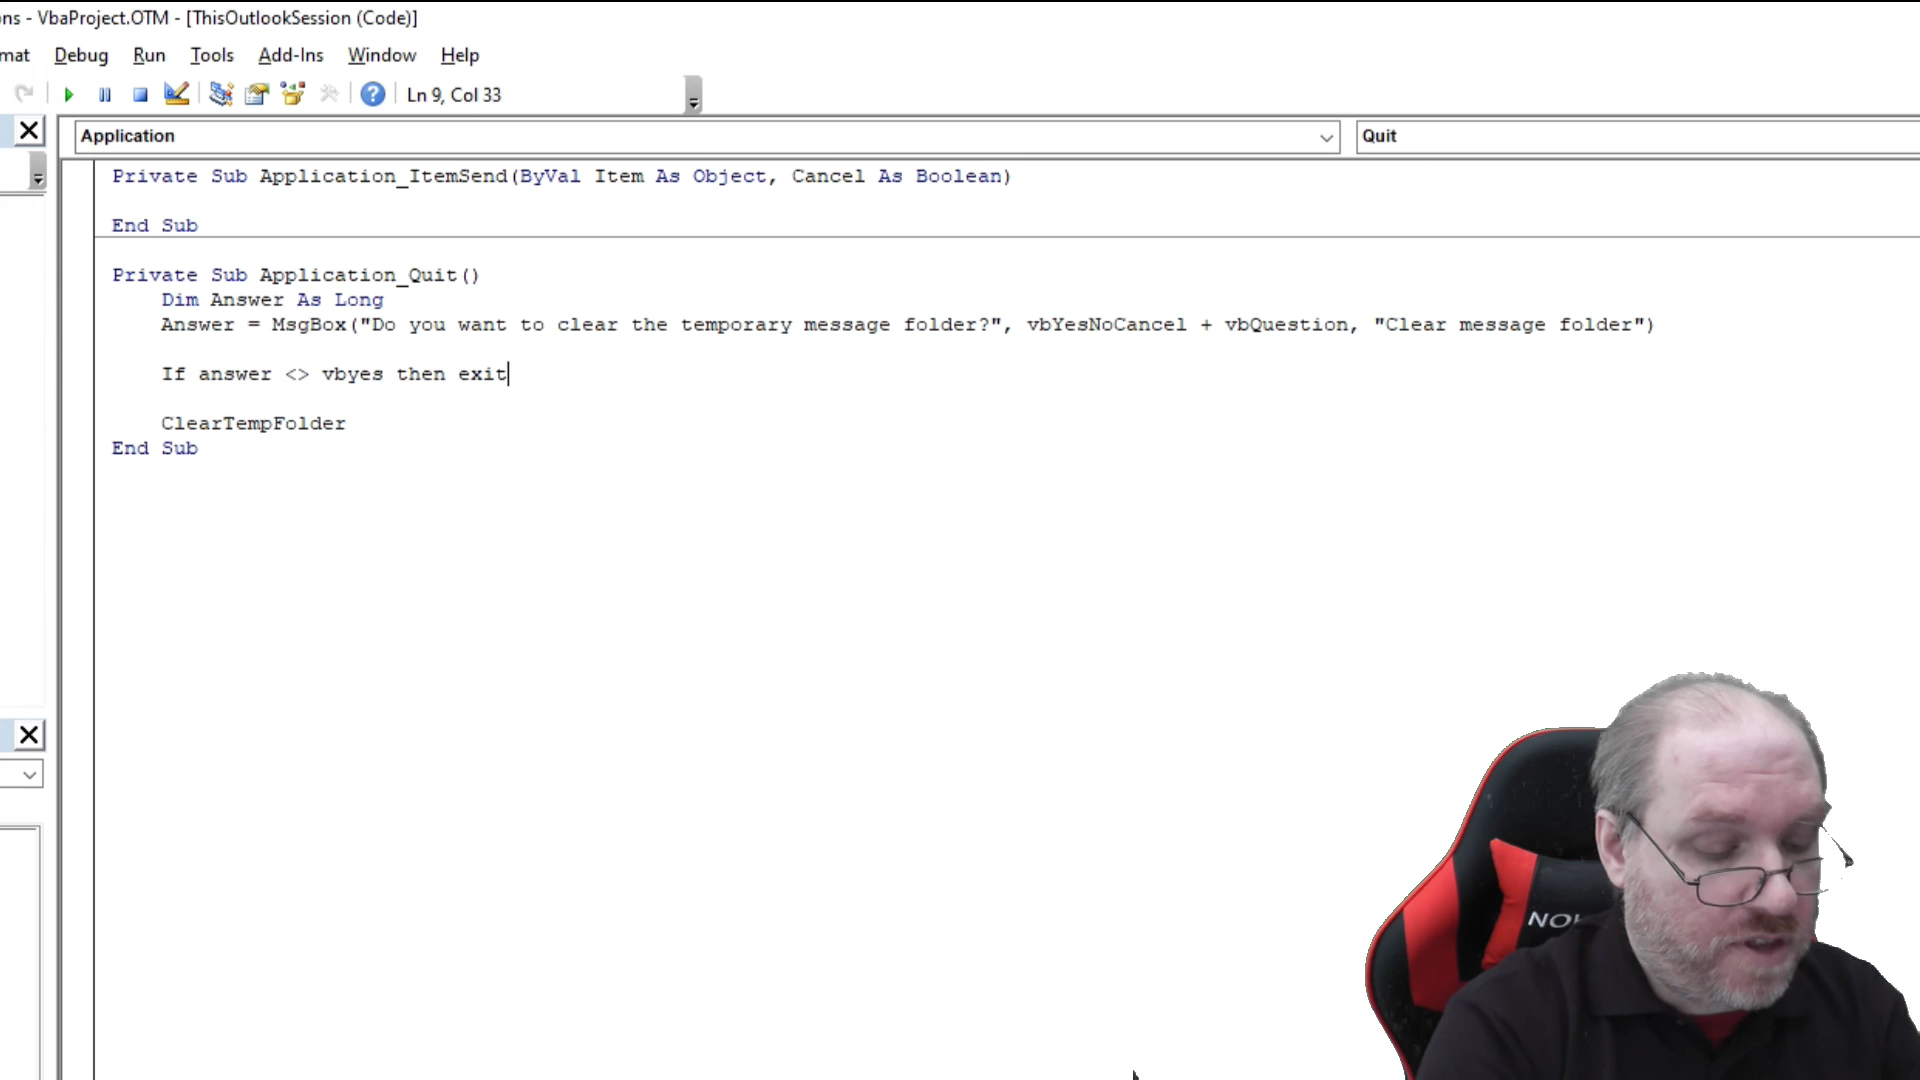 ns - VbaProject.OTM - [ThisOutlookSession (Code)]
mat Debug Run Tools Add-Ins Window Help
Ln 9, Col 33
Application Quit
Private Sub Application_ItemSend(ByVal Item As Object, Cancel As Boolean)
End Sub
Private Sub Application_Quit()
Dim Answer As Long
Answer = MsgBox("Do you want to clear the temporary message folder?", vbYesNoCancel + vbQuestion, "Clear message folder")
If answer <> vbyes then exit
ClearTempFolder
End Sub